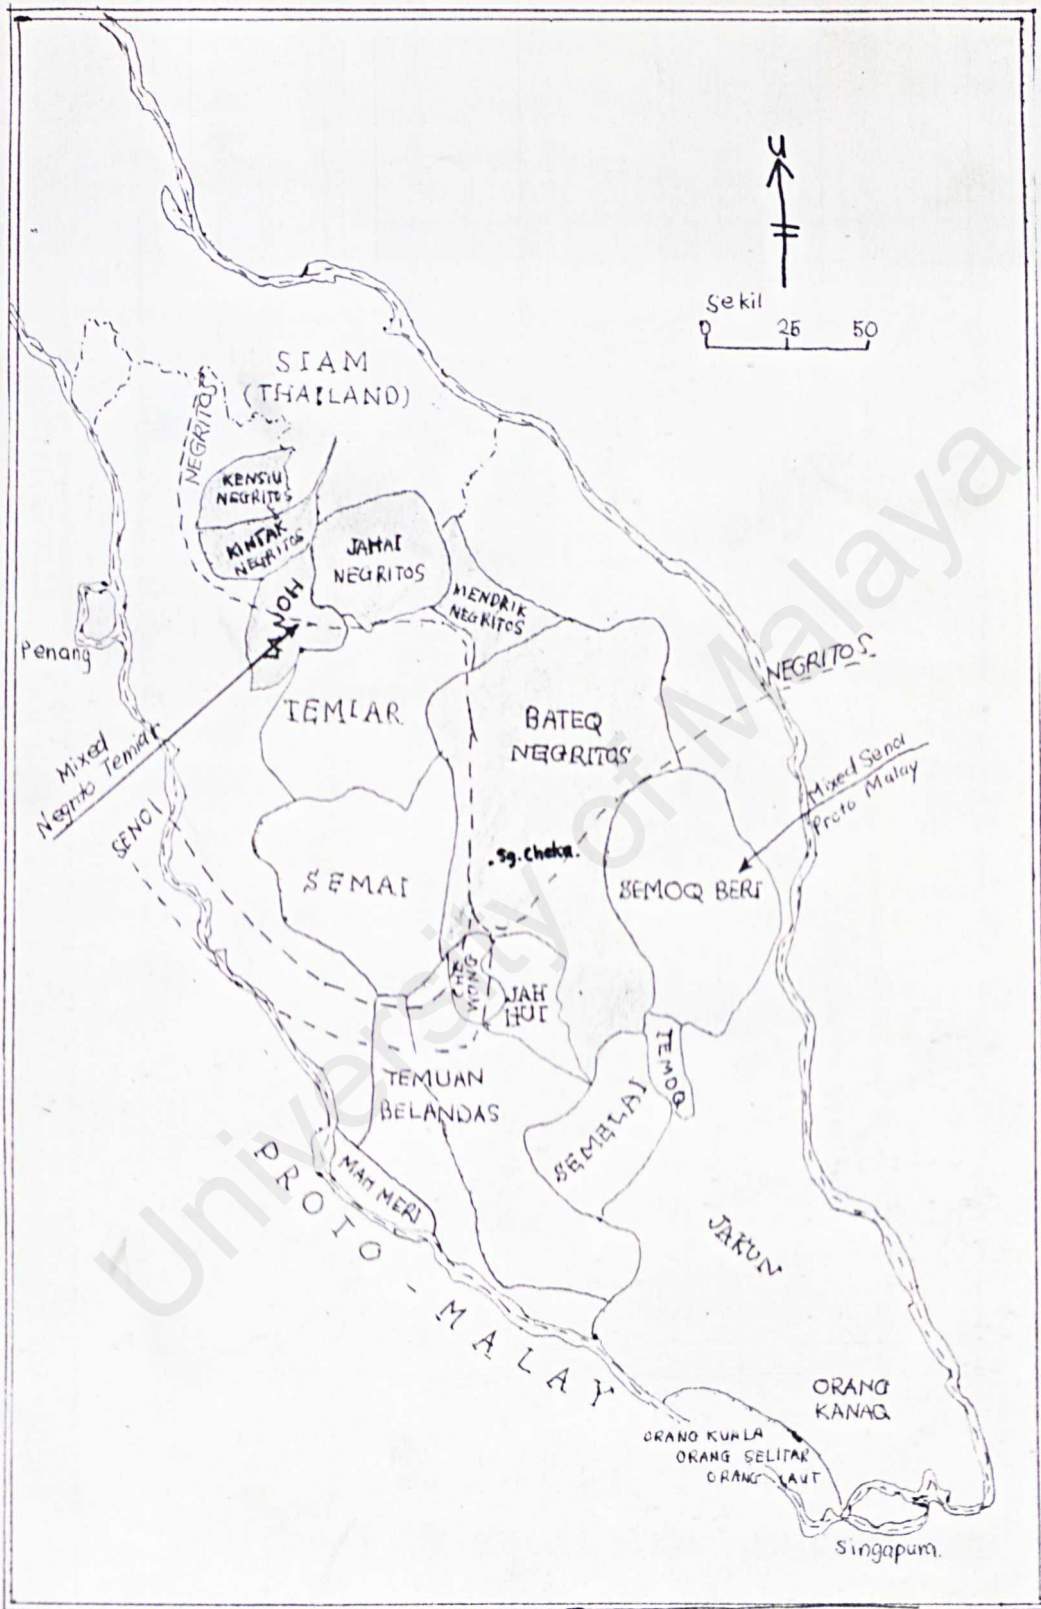 U
Sekil
0 25 50
SIAM
(THAILAND)
NEGRITOS
KENSIU
NEGRITOS
KINTAK
NEGRITOS
JAHAI
NEGRITOS
MENDRIK
NEGRITOS
LANOH
Penang
NEGRITOS
TEMIAR
BATEQ
NEGRITOS
Mixed
Negrito Temiar
Mixed Senoi
Proto Malay
SENOI
.Sg. Cheka.
SEMAI
SEMOQ BERI
CHE
WONG
JAH
HUT
TEMOQ
TEMUAN
BELANDAS
SEMELAI
MAH MERI
PROTO - MALAY
JAKUN
ORANG
KANAQ
ORANG KUALA
ORANG SELITAR
ORANG LAUT
Singapura.
University of Malaya